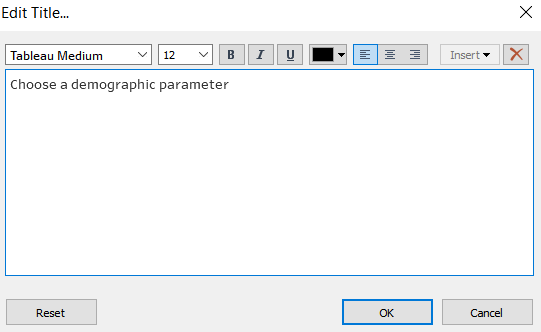 Edit Title...
Tableau Medium 12 B I U Insert
Choose a demographic parameter
Reset OK Cancel